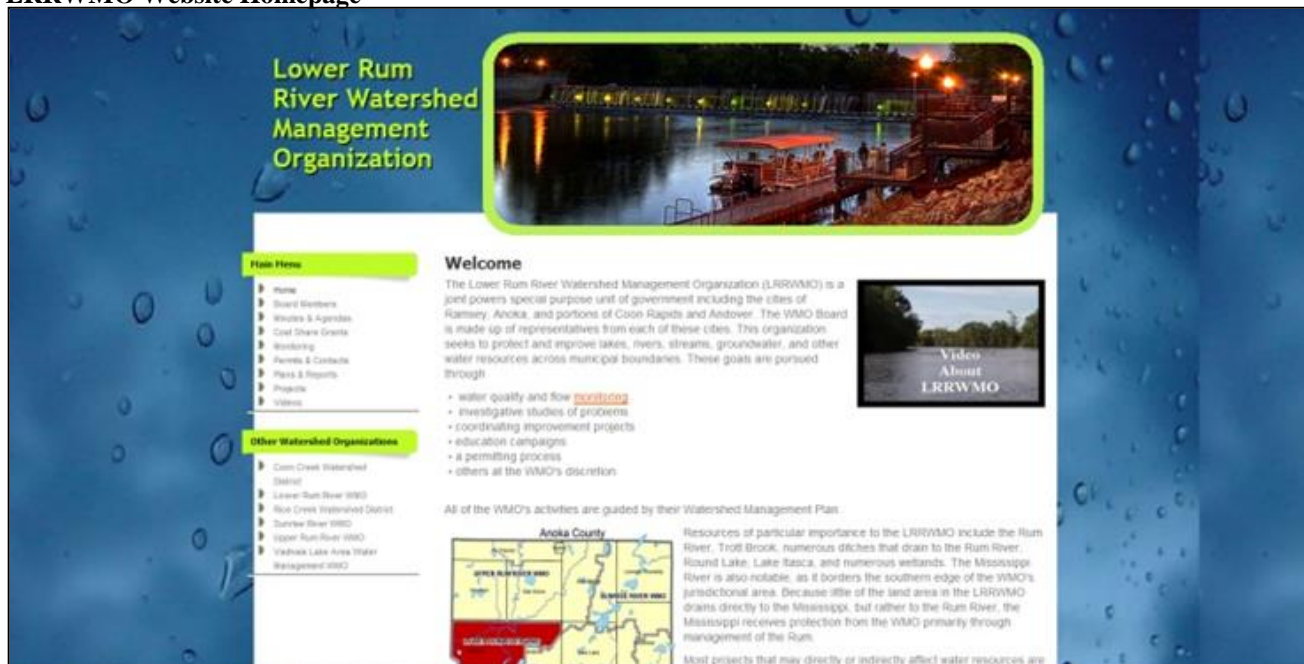 LRRWMO Website Homepage
Lower Rum
River Watershed
Management
Organization
Main Menu
Home
Board Members
Minutes & Agendas
Cost Share Grants
Monitoring
Permits & Contacts
Plans & Reports
Projects
Videos
Other Watershed Organizations
Coon Creek Watershed
District
Lower Rum River WMO
Rice Creek Watershed District
Sunrise River WMO
Upper Rum River WMO
Vadnais Lake Area Water
Management WMO
Welcome
The Lower Rum River Watershed Management Organization (LRRWMO) is a
joint powers special purpose unit of government including the cities of
Ramsey, Anoka, and portions of Coon Rapids and Andover. The WMO Board
is made up of representatives from each of these cities. This organization
seeks to protect and improve lakes, rivers, streams, groundwater, and other
water resources across municipal boundaries. These goals are pursued
through
• water quality and flow monitoring
• investigative studies of problems
• coordinating improvement projects
• education campaigns
• a permitting process
• others at the WMO's discretion
Video
About
LRRWMO
All of the WMO's activities are guided by their Watershed Management Plan.
Anoka County
UPPER RUM RIVER WMO
SUNRISE RIVER WMO
Resources of particular importance to the LRRWMO include the Rum
River, Trott Brook, numerous ditches that drain to the Rum River,
Round Lake, Lake Itasca, and numerous wetlands. The Mississippi
River is also notable, as it borders the southern edge of the WMO's
jurisdictional area. Because little of the land area in the LRRWMO
drains directly to the Mississippi, but rather to the Rum River, the
Mississippi receives protection from the WMO primarily through
management of the Rum.
Most projects that may directly or indirectly affect water resources are